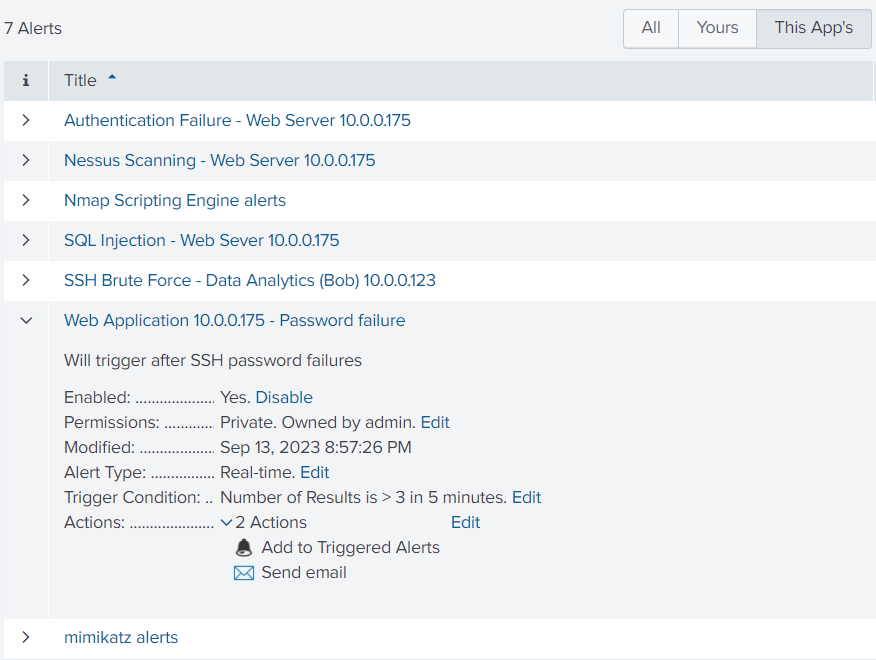 7 Alerts
All Yours This App's
i Title
Authentication Failure - Web Server 10.0.0.175
Nessus Scanning - Web Server 10.0.0.175
Nmap Scripting Engine alerts
SQL Injection - Web Sever 10.0.0.175
SSH Brute Force - Data Analytics (Bob) 10.0.0.123
Web Application 10.0.0.175 - Password failure
Will trigger after SSH password failures
Enabled: .................... Yes. Disable
Permissions: ............ Private. Owned by admin. Edit
Modified: .................. Sep 13, 2023 8:57:26 PM
Alert Type: ............... Real-time. Edit
Trigger Condition: .. Number of Results is > 3 in 5 minutes. Edit
Actions: ..................... 2 Actions Edit
Add to Triggered Alerts
Send email
mimikatz alerts